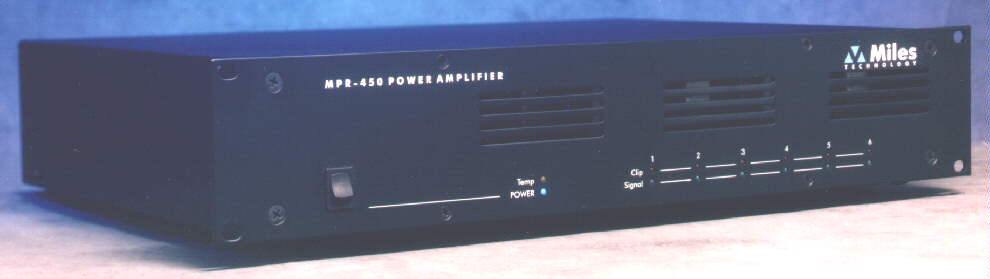 MPR-450 POWER AMPLIFIER
Miles
TECHNOLOGY
1 2 3 4 5 6
Clip
Signal
Temp
POWER